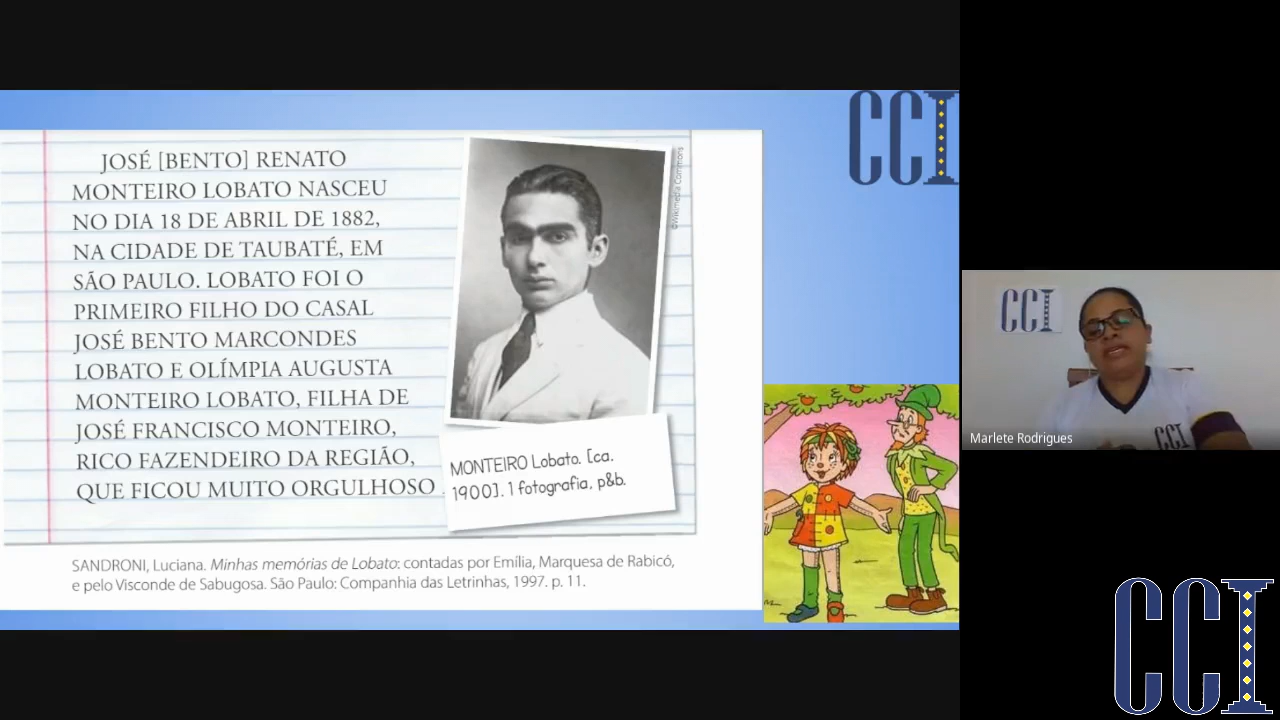 CCI
JOSÉ [BENTO] RENATO
MONTEIRO LOBATO NASCEU
NO DIA 18 DE ABRIL DE 1882,
NA CIDADE DE TAUBATÉ, EM
SÃO PAULO. LOBATO FOI O
PRIMEIRO FILHO DO CASAL
JOSÉ BENTO MARCONDES
LOBATO E OLÍMPIA AUGUSTA
MONTEIRO LOBATO, FILHA DE
JOSÉ FRANCISCO MONTEIRO,
RICO FAZENDEIRO DA REGIÃO,
QUE FICOU MUITO ORGULHOSO.
©Wikimedia Commons
MONTEIRO Lobato. [ca.
1900]. 1 fotografia, p&b.
SANDRONI, Luciana. Minhas memórias de Lobato: contadas por Emília, Marquesa de Rabicó,
e pelo Visconde de Sabugosa. São Paulo: Companhia das Letrinhas, 1997. p. 11.
CCI
CCI
Marlete Rodrigues
CCI